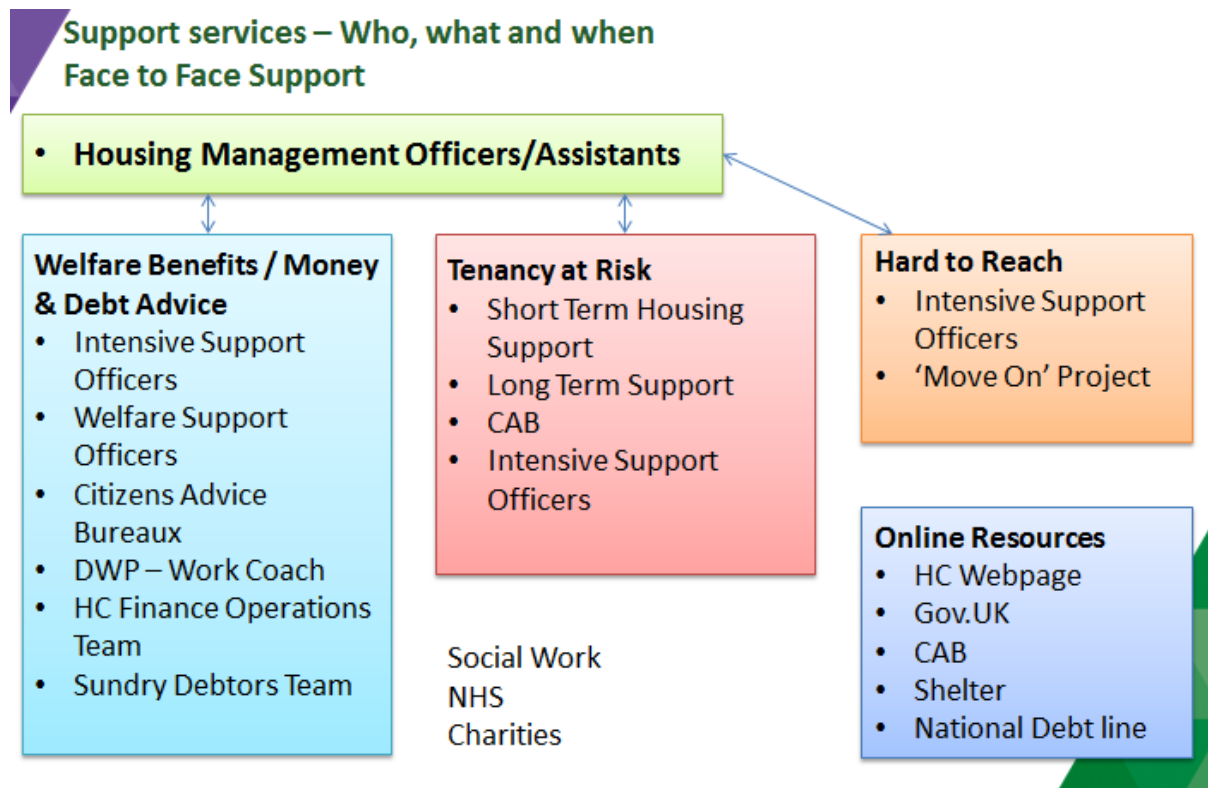 Support services – Who, what and when
Face to Face Support
• Housing Management Officers/Assistants
Welfare Benefits / Money
& Debt Advice
• Intensive Support
Officers
• Welfare Support
Officers
• Citizens Advice
Bureaux
• DWP – Work Coach
• HC Finance Operations
Team
• Sundry Debtors Team
Tenancy at Risk
• Short Term Housing
Support
• Long Term Support
• CAB
• Intensive Support
Officers
Social Work
NHS
Charities
Hard to Reach
• Intensive Support
Officers
• ‘Move On’ Project
Online Resources
• HC Webpage
• Gov.UK
• CAB
• Shelter
• National Debt line